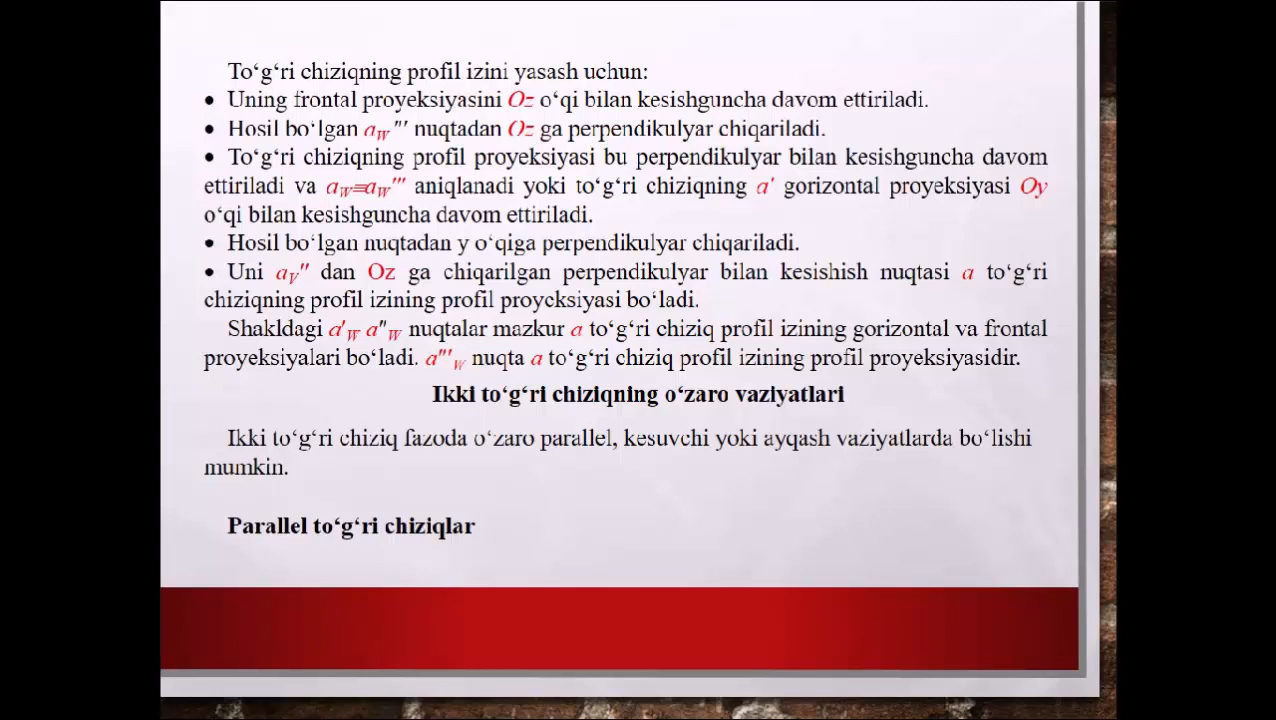 To‘g‘ri chiziqning profil izini yasash uchun:
• Uning frontal proyeksiyasini Oz o‘qi bilan kesishguncha davom ettiriladi.
• Hosil bo‘lgan aW ″′ nuqtadan Oz ga perpendikulyar chiqariladi.
• To‘g‘ri chiziqning profil proyeksiyasi bu perpendikulyar bilan kesishguncha davom
ettiriladi va aW≡aW″′ aniqlanadi yoki to‘g‘ri chiziqning a′ gorizontal proyeksiyasi Oy
o‘qi bilan kesishguncha davom ettiriladi.
• Hosil bo‘lgan nuqtadan y o‘qiga perpendikulyar chiqariladi.
• Uni aV″ dan Oz ga chiqarilgan perpendikulyar bilan kesishish nuqtasi a to‘g‘ri
chiziqning profil izining profil proyeksiyasi bo‘ladi.
Shakldagi a′W a″W nuqtalar mazkur a to‘g‘ri chiziq profil izining gorizontal va frontal
proyeksiyalari bo‘ladi. a″′W nuqta a to‘g‘ri chiziq profil izining profil proyeksiyasidir.
Ikki to‘g‘ri chiziqning o‘zaro vaziyatlari
Ikki to‘g‘ri chiziq fazoda o‘zaro parallel, kesuvchi yoki ayqash vaziyatlarda bo‘lishi
mumkin.
Parallel to‘g‘ri chiziqlar